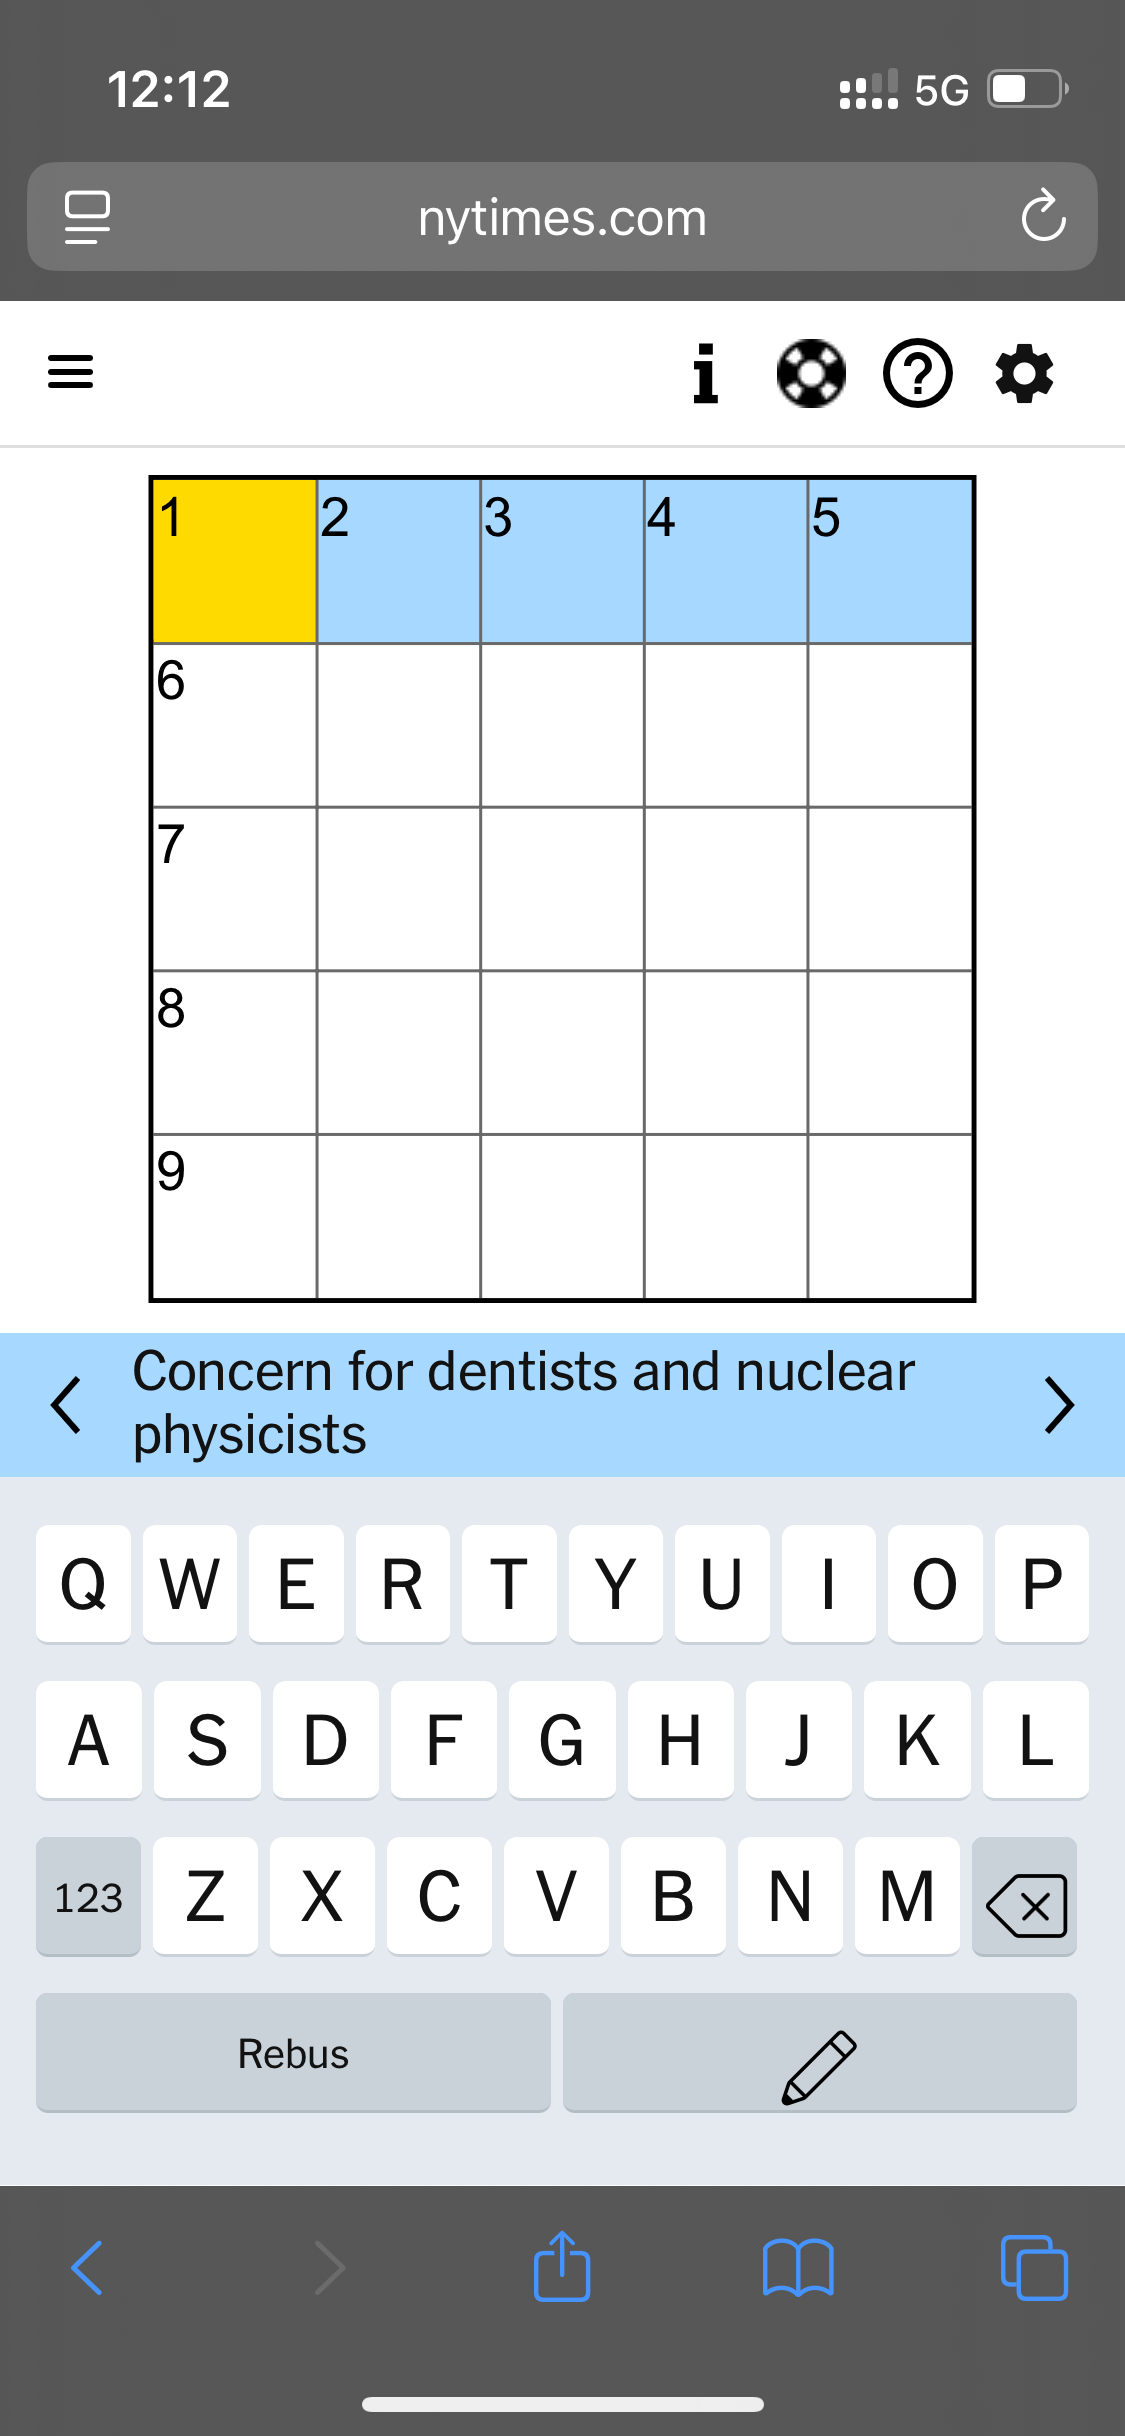 12:12 5G
nytimes.com
1 2 3 4 5
6
7
8
9
Concern for dentists and nuclear
physicists
Q W E R T Y U I O P
A S D F G H J K L
123 Z X C V B N M
Rebus